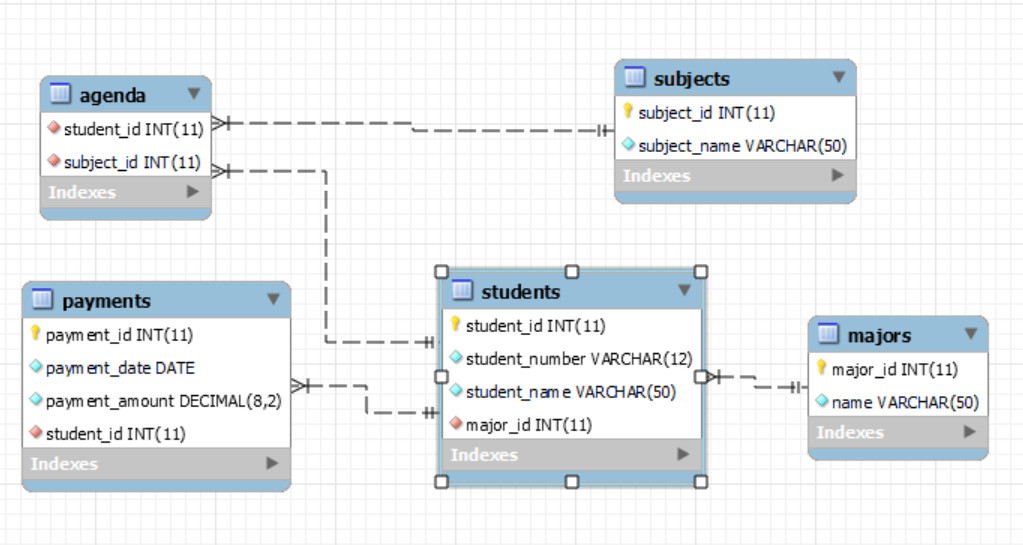 agenda
student_id INT(11)
subject_id INT(11)
Indexes
subjects
subject_id INT(11)
subject_name VARCHAR(50)
Indexes
payments
payment_id INT(11)
payment_date DATE
payment_amount DECIMAL(8,2)
student_id INT(11)
Indexes
students
student_id INT(11)
student_number VARCHAR(12)
student_name VARCHAR(50)
major_id INT(11)
Indexes
majors
major_id INT(11)
name VARCHAR(50)
Indexes